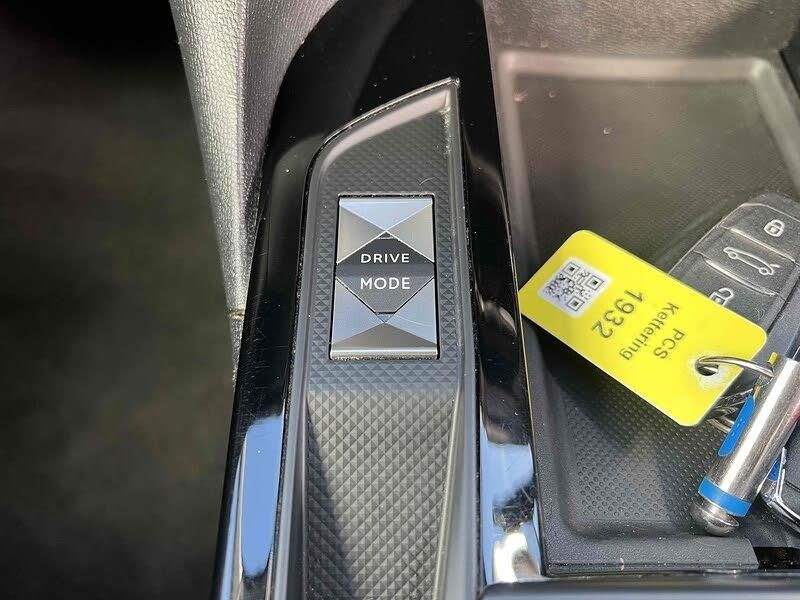 DRIVE
MODE
PCS
Kettering
1932